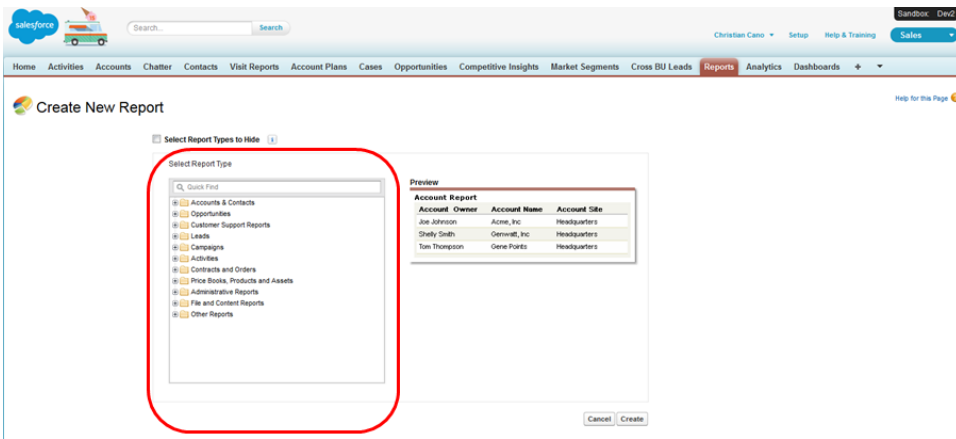 Sandbox: Dev2
salesforce
Search...
Search
Christian Cano
Setup
Help & Training
Sales
Home Activities Accounts Chatter Contacts Visit Reports Account Plans Cases Opportunities Competitive Insights Market Segments Cross BU Leads Reports Analytics Dashboards +
Create New Report
Help for this Page
Select Report Types to Hide
Select Report Type
Quick Find
Accounts & Contacts
Opportunities
Customer Support Reports
Leads
Campaigns
Activities
Contracts and Orders
Price Books, Products and Assets
Administrative Reports
File and Content Reports
Other Reports
Preview
Account Report
Account Owner Account Name Account Site
Joe Johnson Acme, Inc Headquarters
Shelly Smith Genwatt, Inc Headquarters
Tom Thompson Gene Points Headquarters
Cancel Create